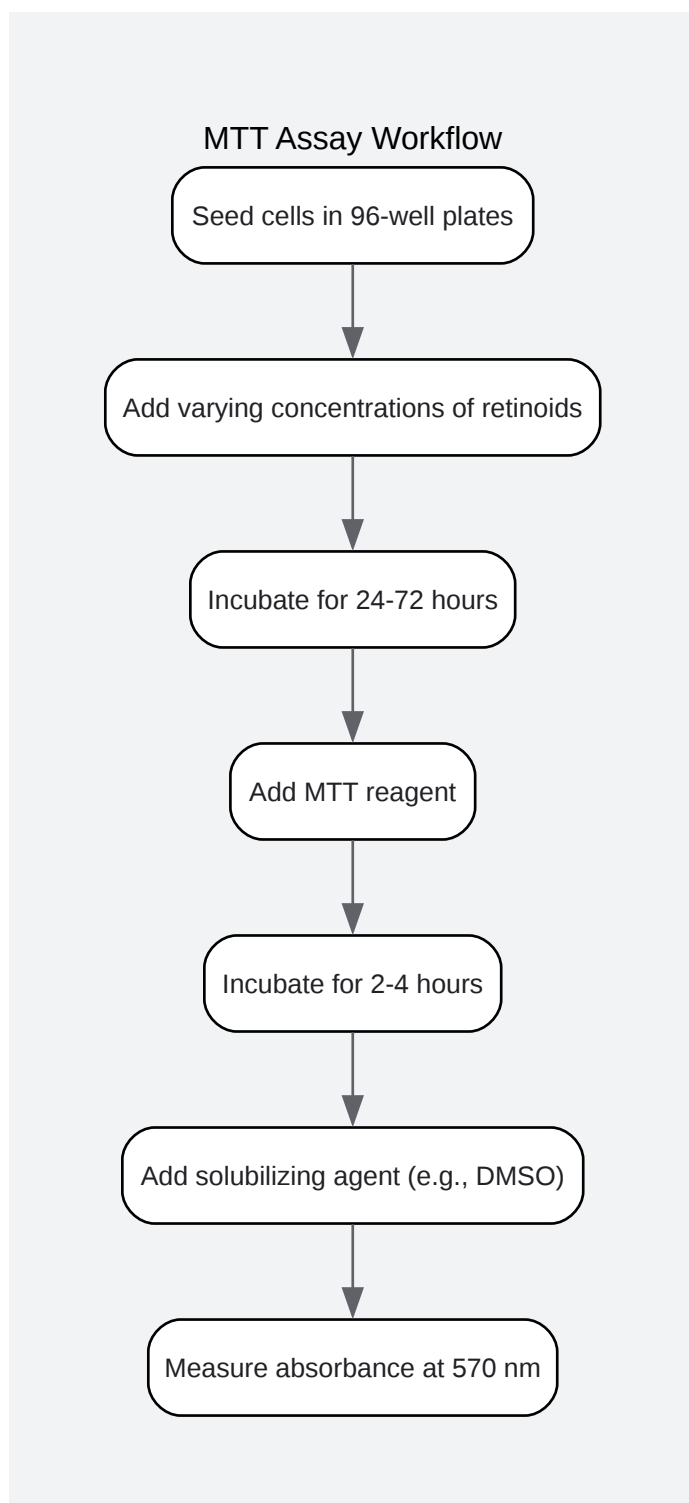 MTT Assay Workflow
Seed cells in 96-well plates
Add varying concentrations of retinoids
Incubate for 24-72 hours
Add MTT reagent
Incubate for 2-4 hours
Add solubilizing agent (e.g., DMSO)
Measure absorbance at 570 nm